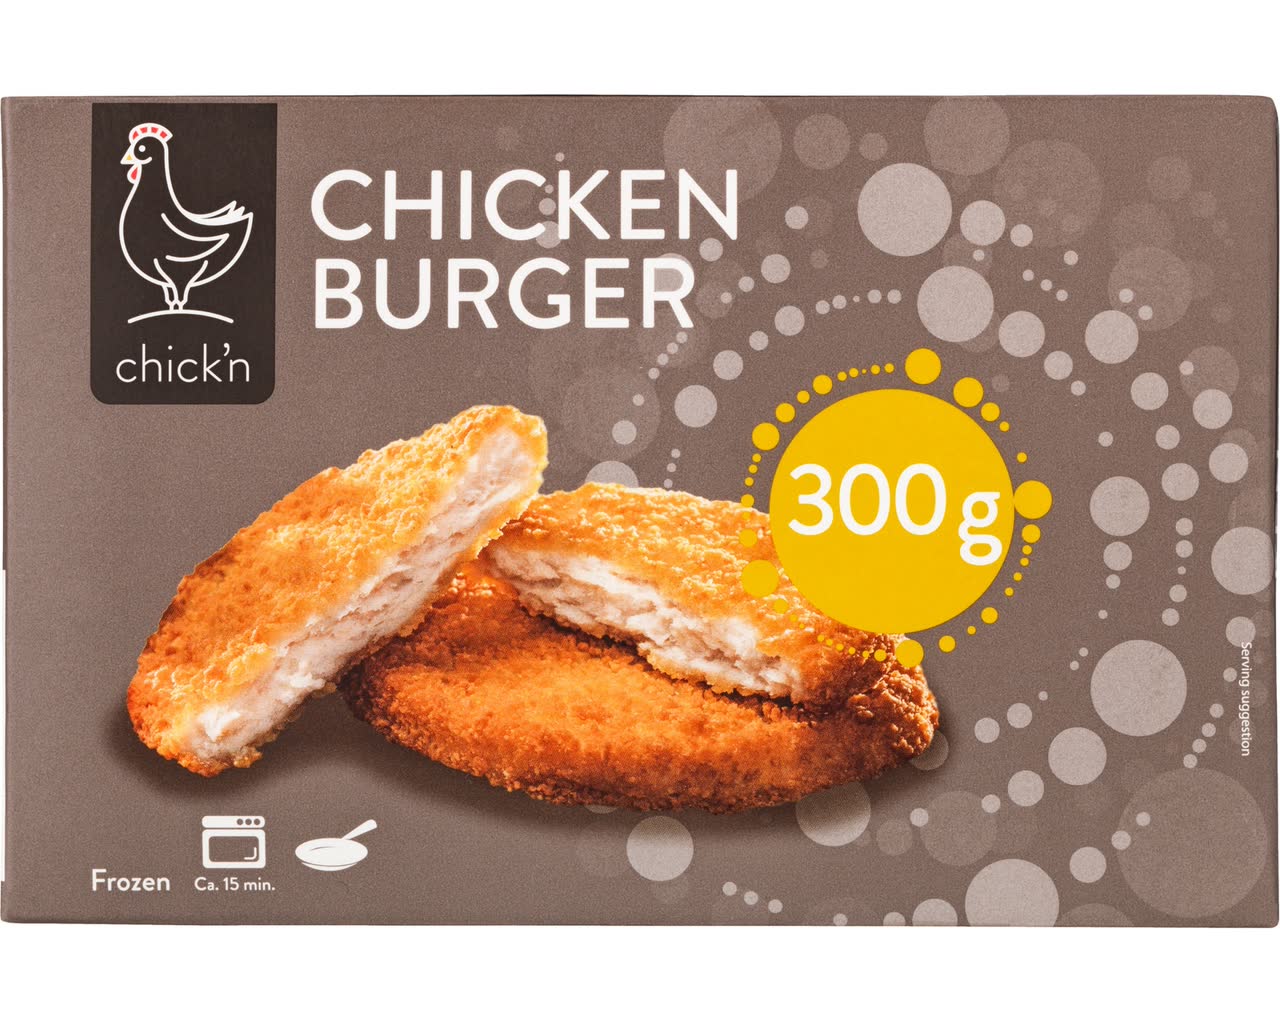 chick'n
CHICKEN
BURGER
300 g
Serving suggestion
Frozen
Ca. 15 min.